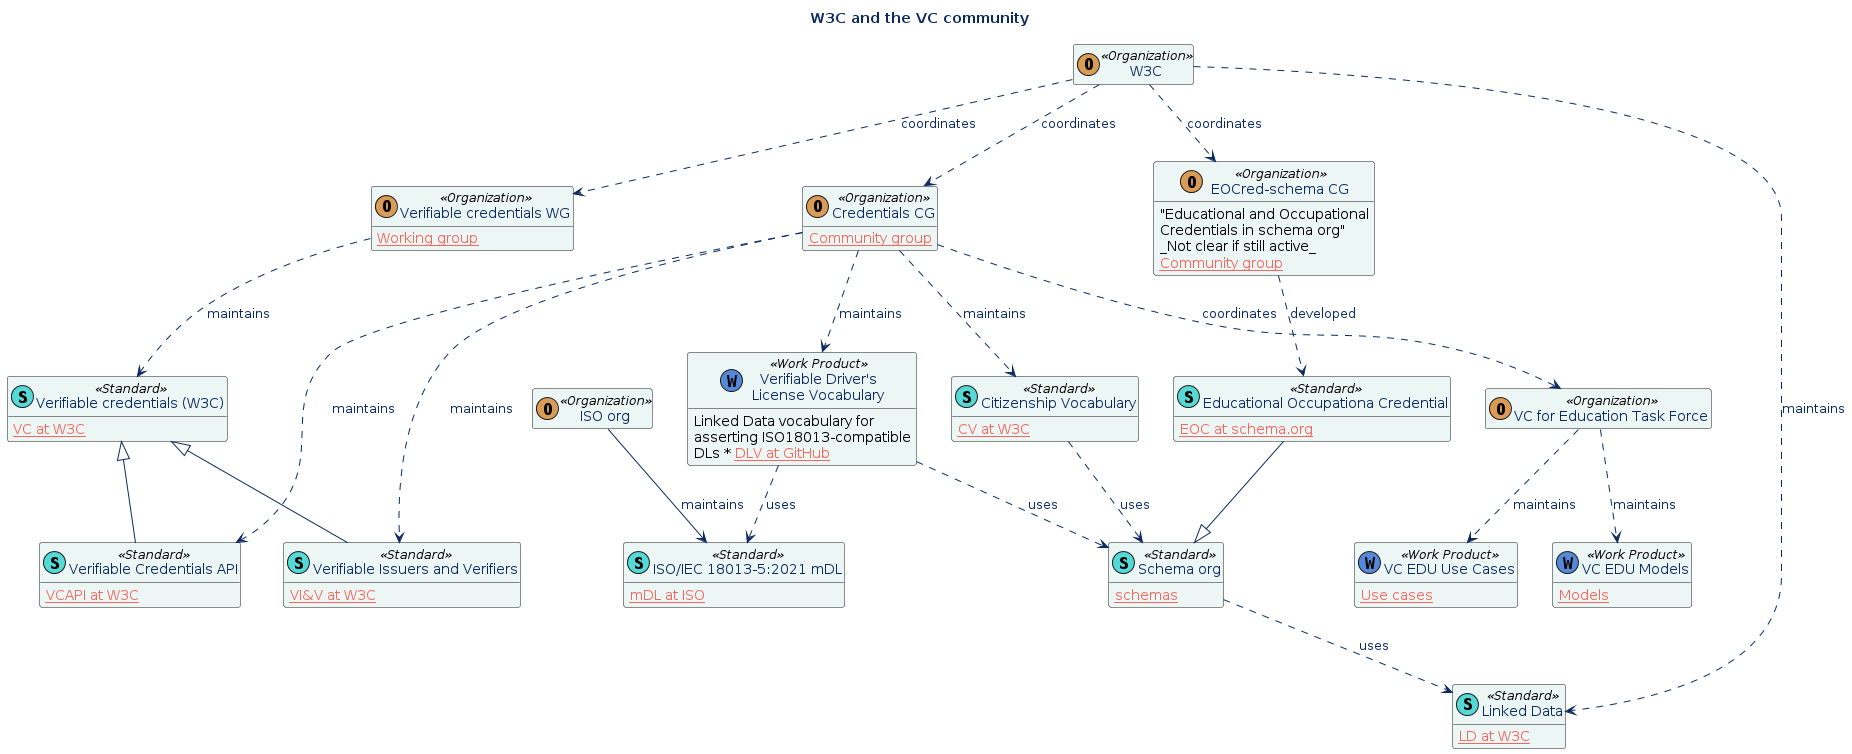 W3C and the VC community
O
«Organization»
W3C
coordinates
coordinates
coordinates
O
«Organization»
EOCred-schema CG
"Educational and Occupational
Credentials in schema org"
_Not clear if still active_
Community group
O
«Organization»
Verifiable credentials WG
Working group
O
«Organization»
Credentials CG
Community group
maintains
maintains
maintains
coordinates
developed
S
«Standard»
Verifiable credentials (W3C)
VC at W3C
O
«Organization»
ISO org
W
«Work Product»
Verifiable Driver's
License Vocabulary
Linked Data vocabulary for
asserting ISO18013-compatible
DLs * DLV at GitHub
S
«Standard»
Citizenship Vocabulary
CV at W3C
S
«Standard»
Educational Occupationa Credential
EOC at schema.org
O
«Organization»
VC for Education Task Force
maintains
maintains
maintains
maintains
uses
uses
uses
maintains
maintains
S
«Standard»
Verifiable Credentials API
VCAPI at W3C
S
«Standard»
Verifiable Issuers and Verifiers
VI&V at W3C
S
«Standard»
ISO/IEC 18013-5:2021 mDL
mDL at ISO
S
«Standard»
Schema org
schemas
W
«Work Product»
VC EDU Use Cases
Use cases
W
«Work Product»
VC EDU Models
Models
uses
S
«Standard»
Linked Data
LD at W3C